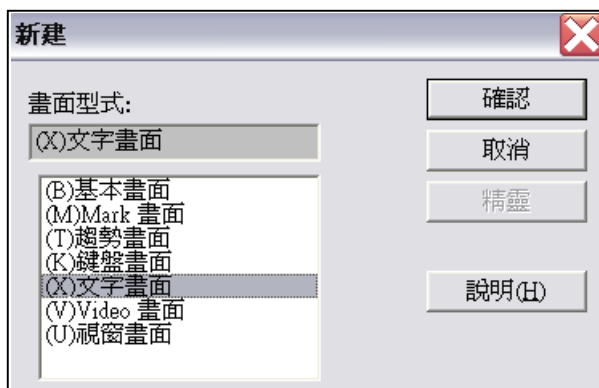 新建
畫面型式:
(X)文字畫面
(B)基本畫面
(M)Mark 畫面
(T)趨勢畫面
(K)鍵盤畫面
(X)文字畫面
(V)Video 畫面
(U)視窗畫面
確認
取消
精靈
說明(H)